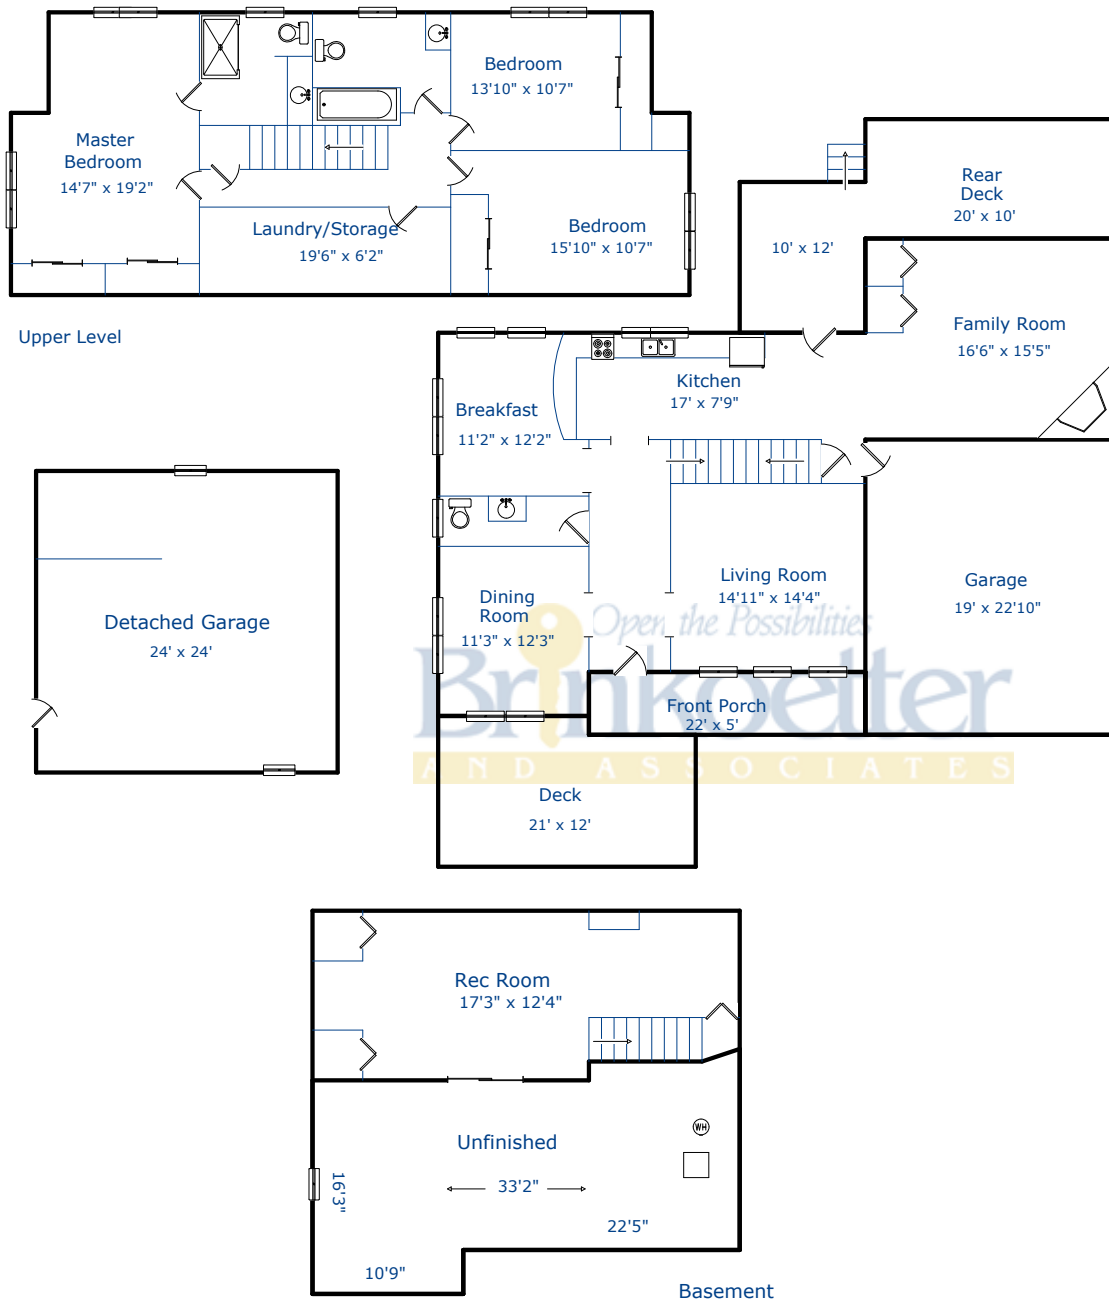 Bedroom
13'10" x 10'7"
Master
Bedroom
14'7" x 19'2"
Laundry/Storage
19'6" x 6'2"
Bedroom
15'10" x 10'7"
Upper Level
Rear
Deck
20' x 10'
10' x 12'
Family Room
16'6" x 15'5"
Kitchen
17' x 7'9"
Breakfast
11'2" x 12'2"
Living Room
14'11" x 14'4"
Garage
19' x 22'10"
Dining
Room
11'3" x 12'3"
Detached Garage
24' x 24'
Open the Possibilities
Brinkoetter
AND ASSOCIATES
Front Porch
22' x 5'
Deck
21' x 12'
Rec Room
17'3" x 12'4"
Unfinished
WH
16'3"
33'2"
22'5"
10'9"
Basement